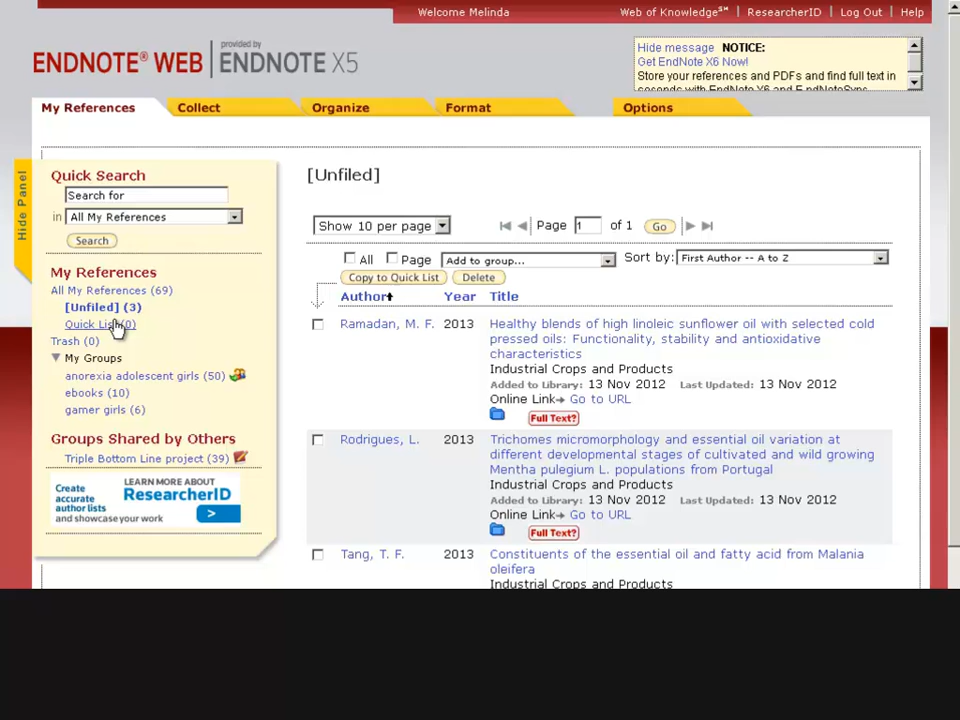 Welcome Melinda
Web of Knowledge℠ | ResearcherID | Log Out | Help
ENDNOTE® WEB | provided by ENDNOTE X5
Hide message NOTICE:
Get EndNote X6 Now!
Store your references and PDFs and find full text in
seconds with EndNote X6 and EndNoteSync
My References
Collect
Organize
Format
Options
Hide Panel
Quick Search
Search for
in All My References
Search
My References
All My References (69)
[Unfiled] (3)
Quick List (0)
Trash (0)
My Groups
anorexia adolescent girls (50)
ebooks (10)
gamer girls (6)
Groups Shared by Others
Triple Bottom Line project (39)
Create accurate author lists and showcase your work
LEARN MORE ABOUT
ResearcherID
>
[Unfiled]
Show 10 per page
Page 1 of 1 Go
All Page Add to group... Sort by: First Author -- A to Z
Copy to Quick List Delete
Author Year Title
Ramadan, M. F. 2013 Healthy blends of high linoleic sunflower oil with selected cold
pressed oils: Functionality, stability and antioxidative
characteristics
Industrial Crops and Products
Added to Library: 13 Nov 2012 Last Updated: 13 Nov 2012
Online Link→ Go to URL
Full Text?
Rodrigues, L. 2013 Trichomes micromorphology and essential oil variation at
different developmental stages of cultivated and wild growing
Mentha pulegium L. populations from Portugal
Industrial Crops and Products
Added to Library: 13 Nov 2012 Last Updated: 13 Nov 2012
Online Link→ Go to URL
Full Text?
Tang, T. F. 2013 Constituents of the essential oil and fatty acid from Malania
oleifera
Industrial Crops and Products